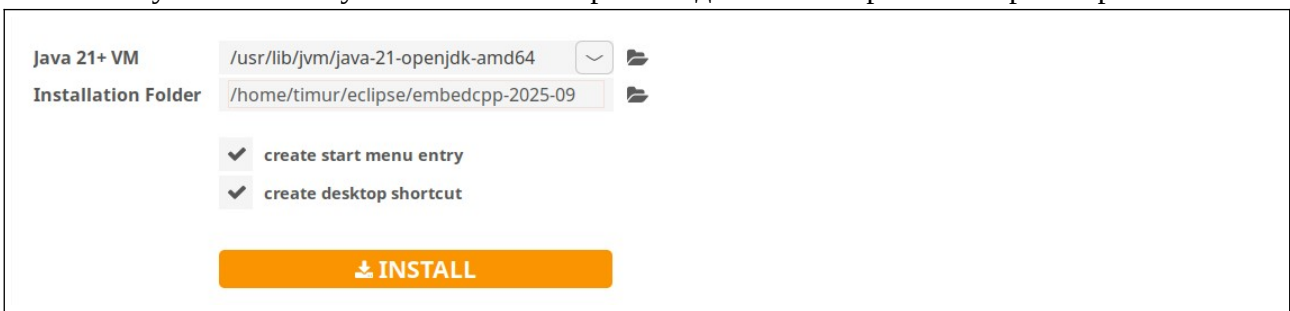 Java 21+ VM /usr/lib/jvm/java-21-openjdk-amd64
Installation Folder /home/timur/eclipse/embedcpp-2025-09
create start menu entry
create desktop shortcut
INSTALL